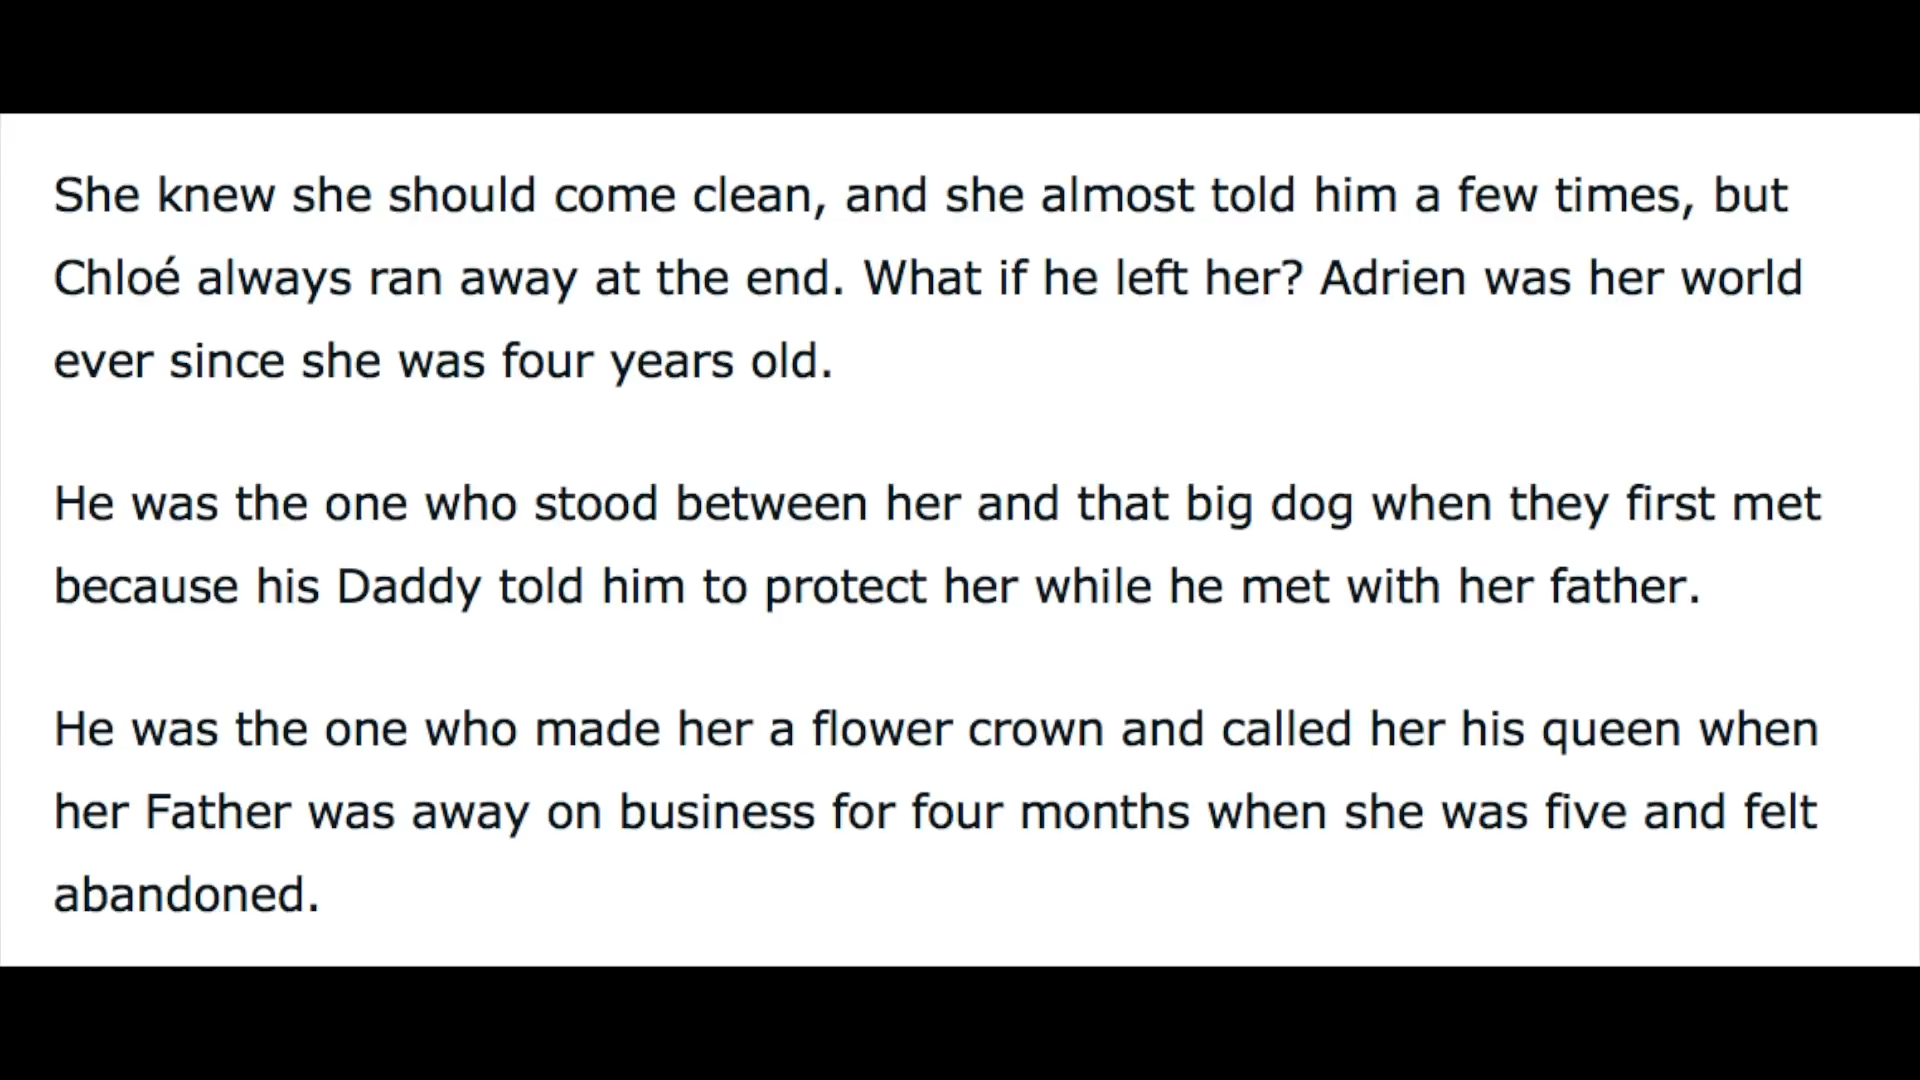 She knew she should come clean, and she almost told him a few times, but
Chloé always ran away at the end. What if he left her? Adrien was her world
ever since she was four years old.
He was the one who stood between her and that big dog when they first met
because his Daddy told him to protect her while he met with her father.
He was the one who made her a flower crown and called her his queen when
her Father was away on business for four months when she was five and felt
abandoned.